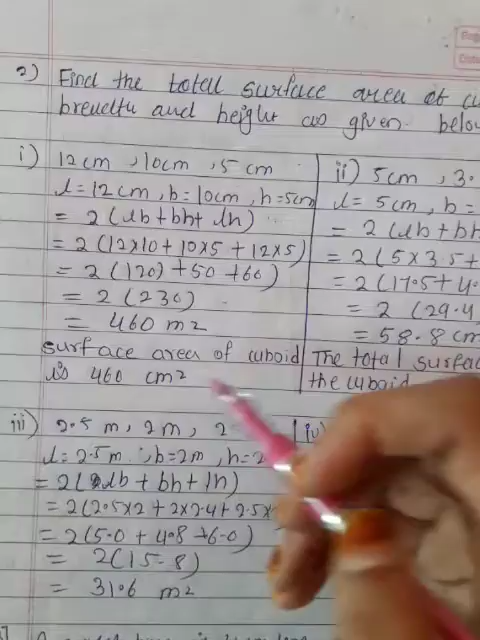 2) Find the total surface area of cu
breudth and height as given below
i) 12 cm , 10 cm , 5 cm
l = 12 cm, b = 10 cm, h = 5 cm
= 2 (lb + bh + lh)
= 2 (12 x 10 + 10 x 5 + 12 x 5)
= 2 (120) + 50 + 60)
= 2 (230)
= 460 m2
surface area of cuboid
is 460 cm2
ii) 5 cm , 3.
l = 5 cm, b =
= 2 (lb + bh
= 2 (5 x 3.5 +
= 2 (17.5 + 4.
= 2 (29.4
= 58.8 cm
The total surfa
the cuboid
iii) 2.5 m, 2 m, 2
l = 2.5 m , b = 2m , h = 2
= 2 (lb + bh + lh)
= 2 (2.5 x 2 + 2 x 2.4 + 2.5 x
= 2 (5.0 + 4.8 + 6.0)
= 2 (15.8)
= 31.6 m2
iv)